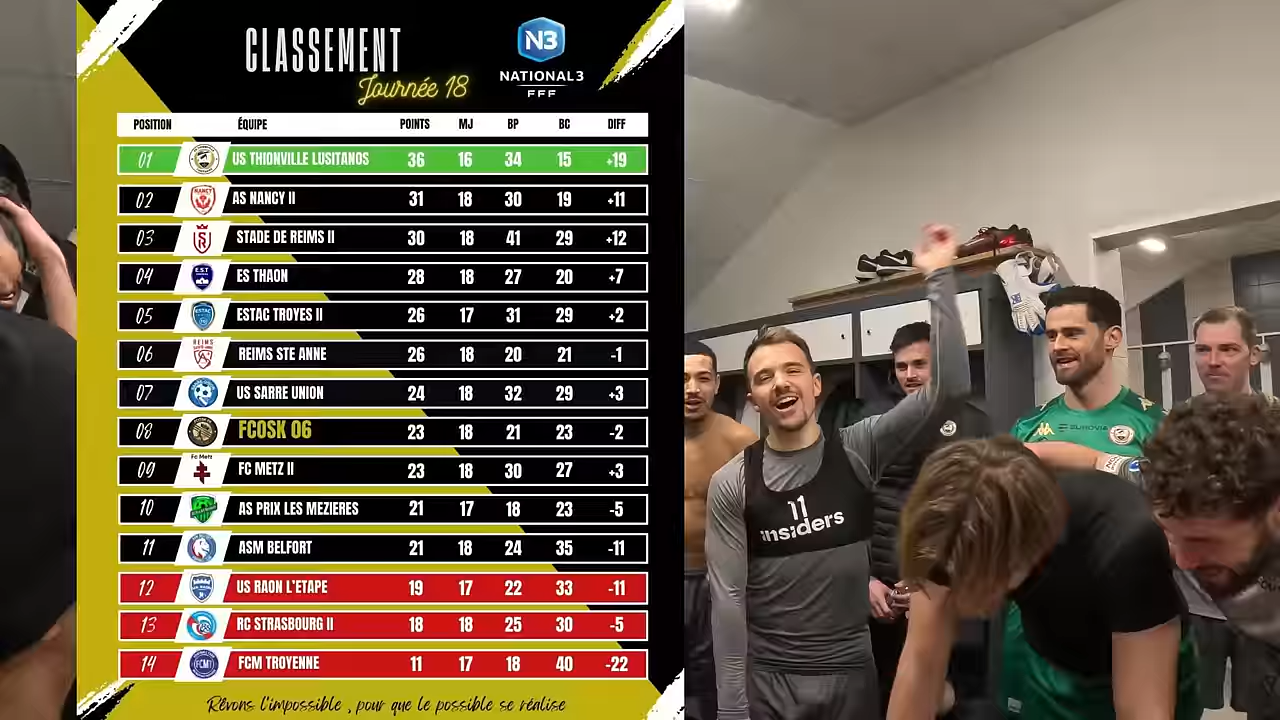 CLASSEMENT
Journée 18
N3
NATIONAL 3
FFF
POSITION ÉQUIPE POINTS MJ BP BC DIFF
01 US THIONVILLE LUSITANOS 36 16 34 15 +19
02 NANCY AS NANCY II 31 18 30 19 +11
03 STADE DE REIMS II 30 18 41 29 +12
04 E.S.T ES THAON 28 18 27 20 +7
05 ESTAC ESTAC TROYES II 26 17 31 29 +2
06 REIMS REIMS STE ANNE 26 18 20 21 -1
07 US SARRE UNION 24 18 32 29 +3
08 FCOSK 06 23 18 21 23 -2
09 Fc Metz FC METZ II 23 18 30 27 +3
10 AS PRIX LES MEZIERES 21 17 18 23 -5
11 ASM BELFORT 21 18 24 35 -11
12 US RAON L'ETAPE 19 17 22 33 -11
13 RC STRASBOURG II 18 18 25 30 -5
14 FCMT FCM TROYENNE 11 17 18 40 -22
Rêvons l'impossible , pour que le possible se réalise
11
insiders
EUROVIA